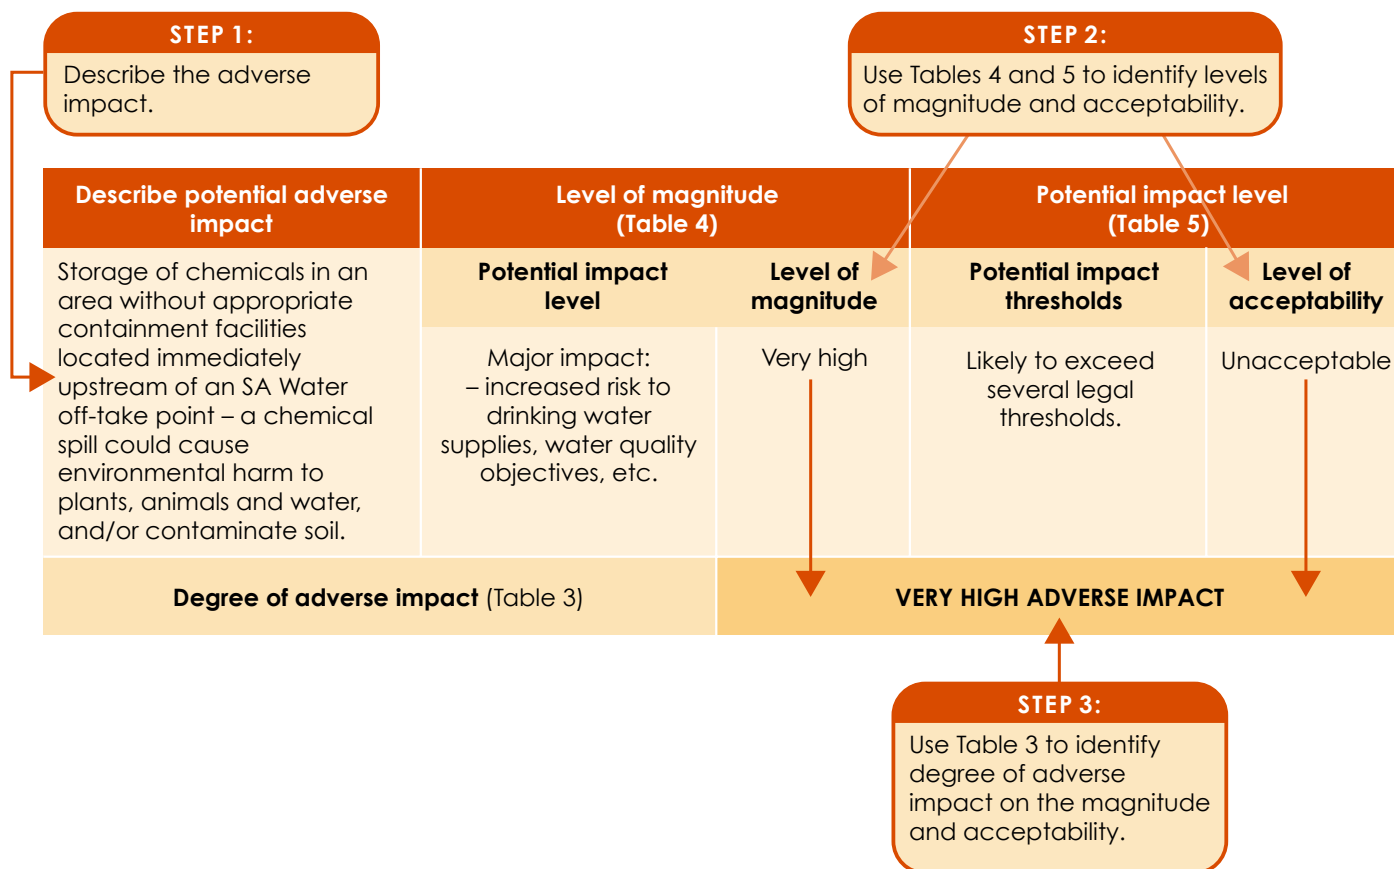 STEP 1:
Describe the adverse
impact.
STEP 2:
Use Tables 4 and 5 to identify levels
of magnitude and acceptability.
Describe potential adverse
impact
Level of magnitude
(Table 4)
Potential impact level
(Table 5)
Storage of chemicals in an
area without appropriate
containment facilities
located immediately
upstream of an SA Water
off-take point – a chemical
spill could cause
environmental harm to
plants, animals and water,
and/or contaminate soil.
Potential impact
level
Level of
magnitude
Potential impact
thresholds
Level of
acceptability
Major impact:
– increased risk to
drinking water
supplies, water quality
objectives, etc.
Very high
Likely to exceed
several legal
thresholds.
Unacceptable
Degree of adverse impact (Table 3)
VERY HIGH ADVERSE IMPACT
STEP 3:
Use Table 3 to identify
degree of adverse
impact on the magnitude
and acceptability.